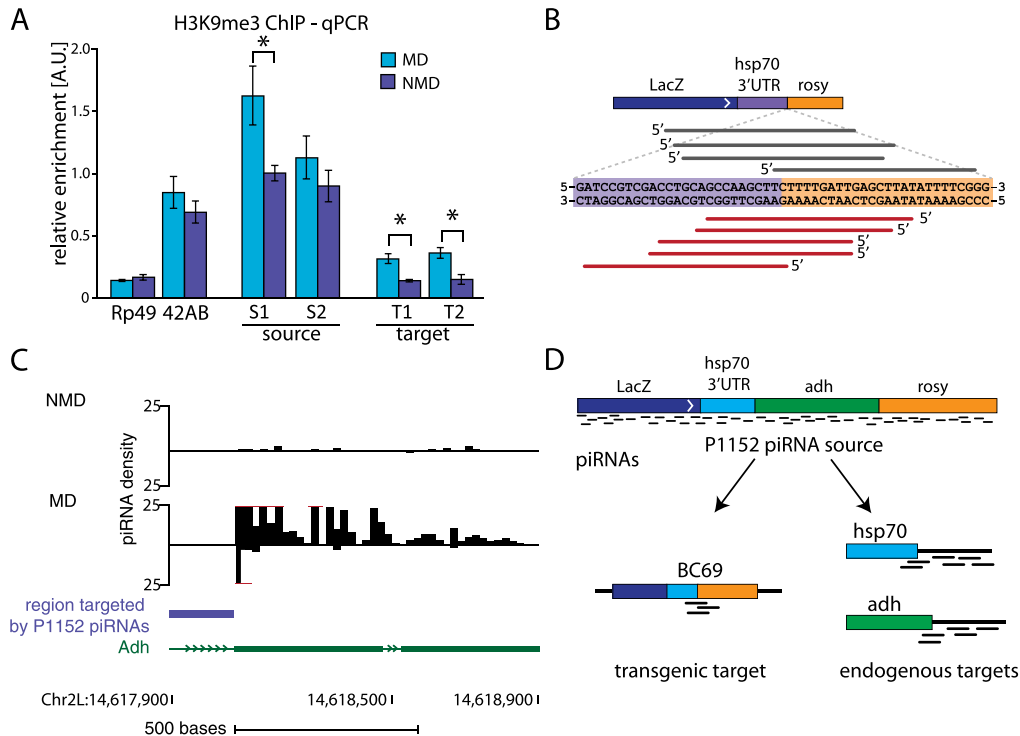 A
H3K9me3 ChIP - qPCR
relative enrichment [A.U.]
2.0
1.5
1.0
0.5
0
*
*
*
MD
NMD
Rp49 42AB
S1
S2
T1
T2
source
target
B
LacZ
hsp70
3'UTR
rosy
5'
5'
5'
5'
5-GATCCGTCGACCTGCAGCCAAGCTTCTTTTGATTGAGCTTATATTTTCGGG-3
3-CTAGGCAGCTGGACGTCGGTTCGAAGAAAACTAACTCGAATATAAAAGCCC-5
5'
5'
5'
5'
5'
C
NMD
25
25
MD
25
25
piRNA density
region targeted
by P1152 piRNAs
Adh
Chr2L:14,617,900
14,618,500
14,618,900
500 bases
D
LacZ
hsp70
3'UTR
adh
rosy
piRNAs
P1152 piRNA source
BC69
hsp70
adh
transgenic target
endogenous targets